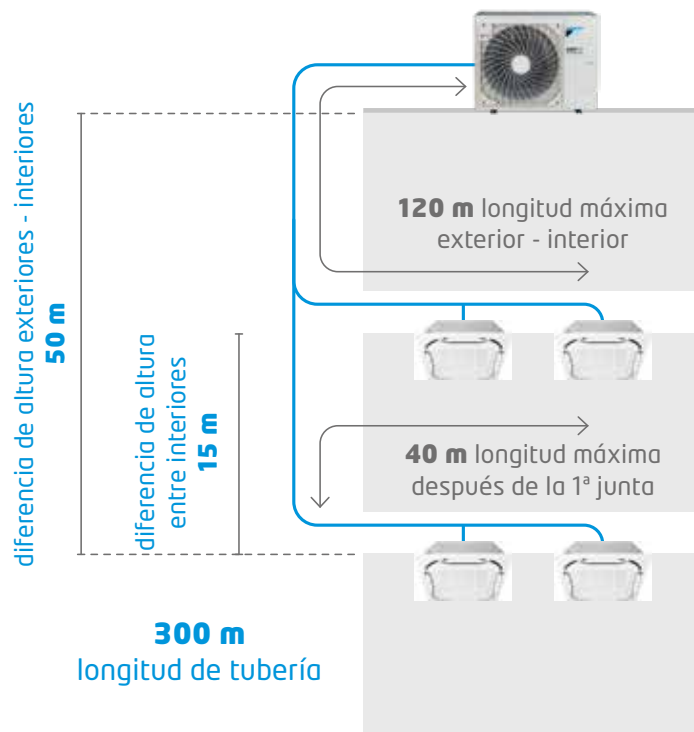 diferencia de altura exteriores - interiores
50 m
120 m longitud máxima
exterior - interior
diferencia de altura
entre interiores
15 m
40 m longitud máxima
después de la 1ª junta
300 m
longitud de tubería